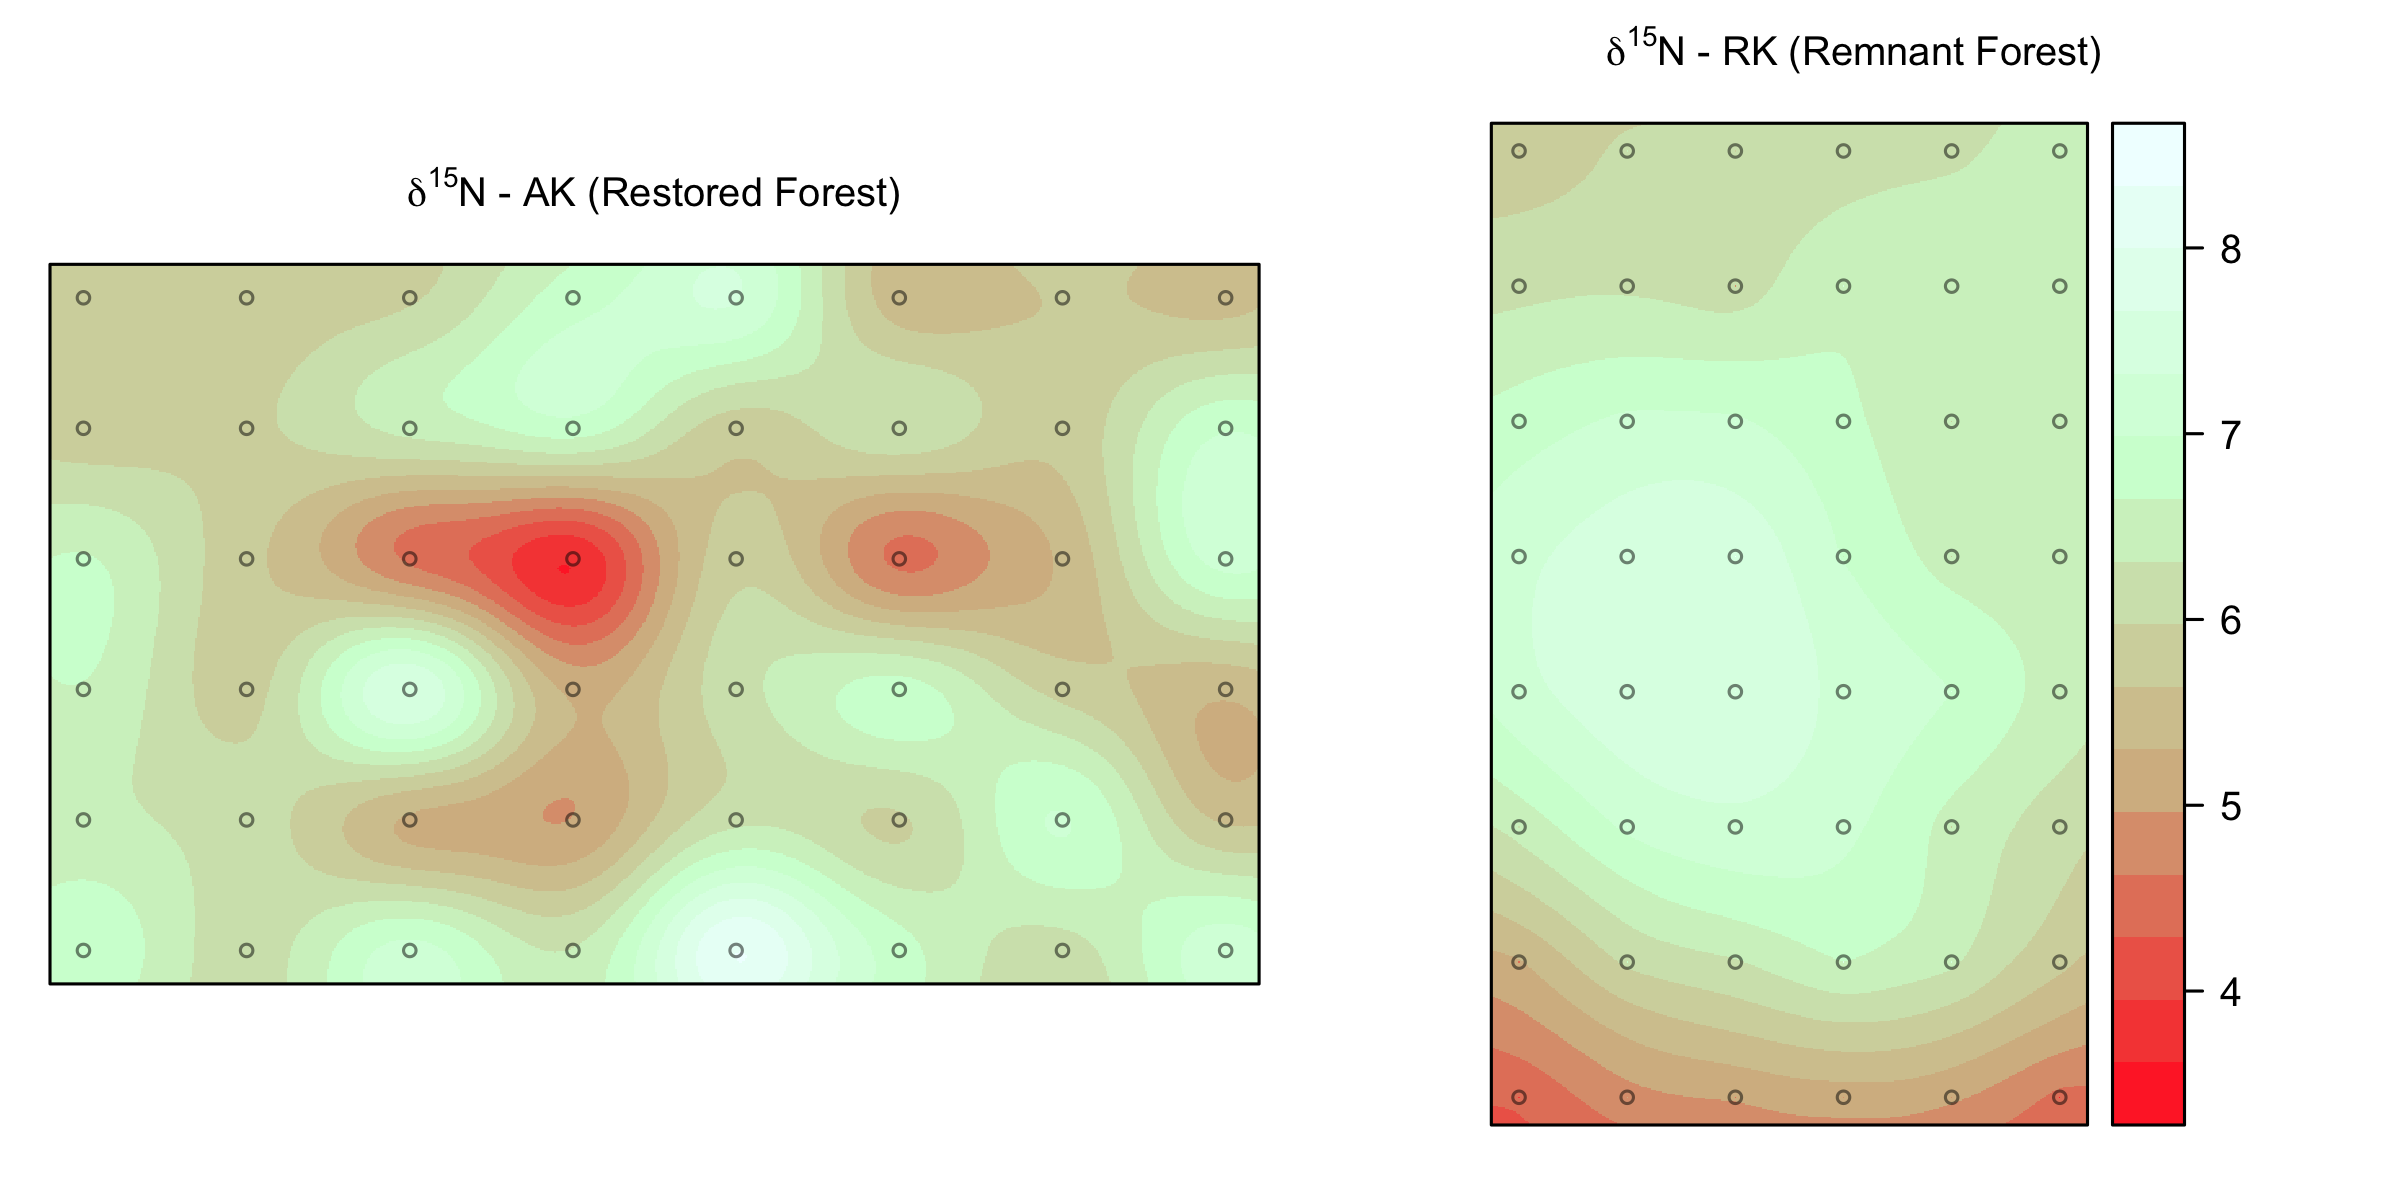 δ¹⁵N - AK (Restored Forest)
δ¹⁵N - RK (Remnant Forest)
8
7
6
5
4